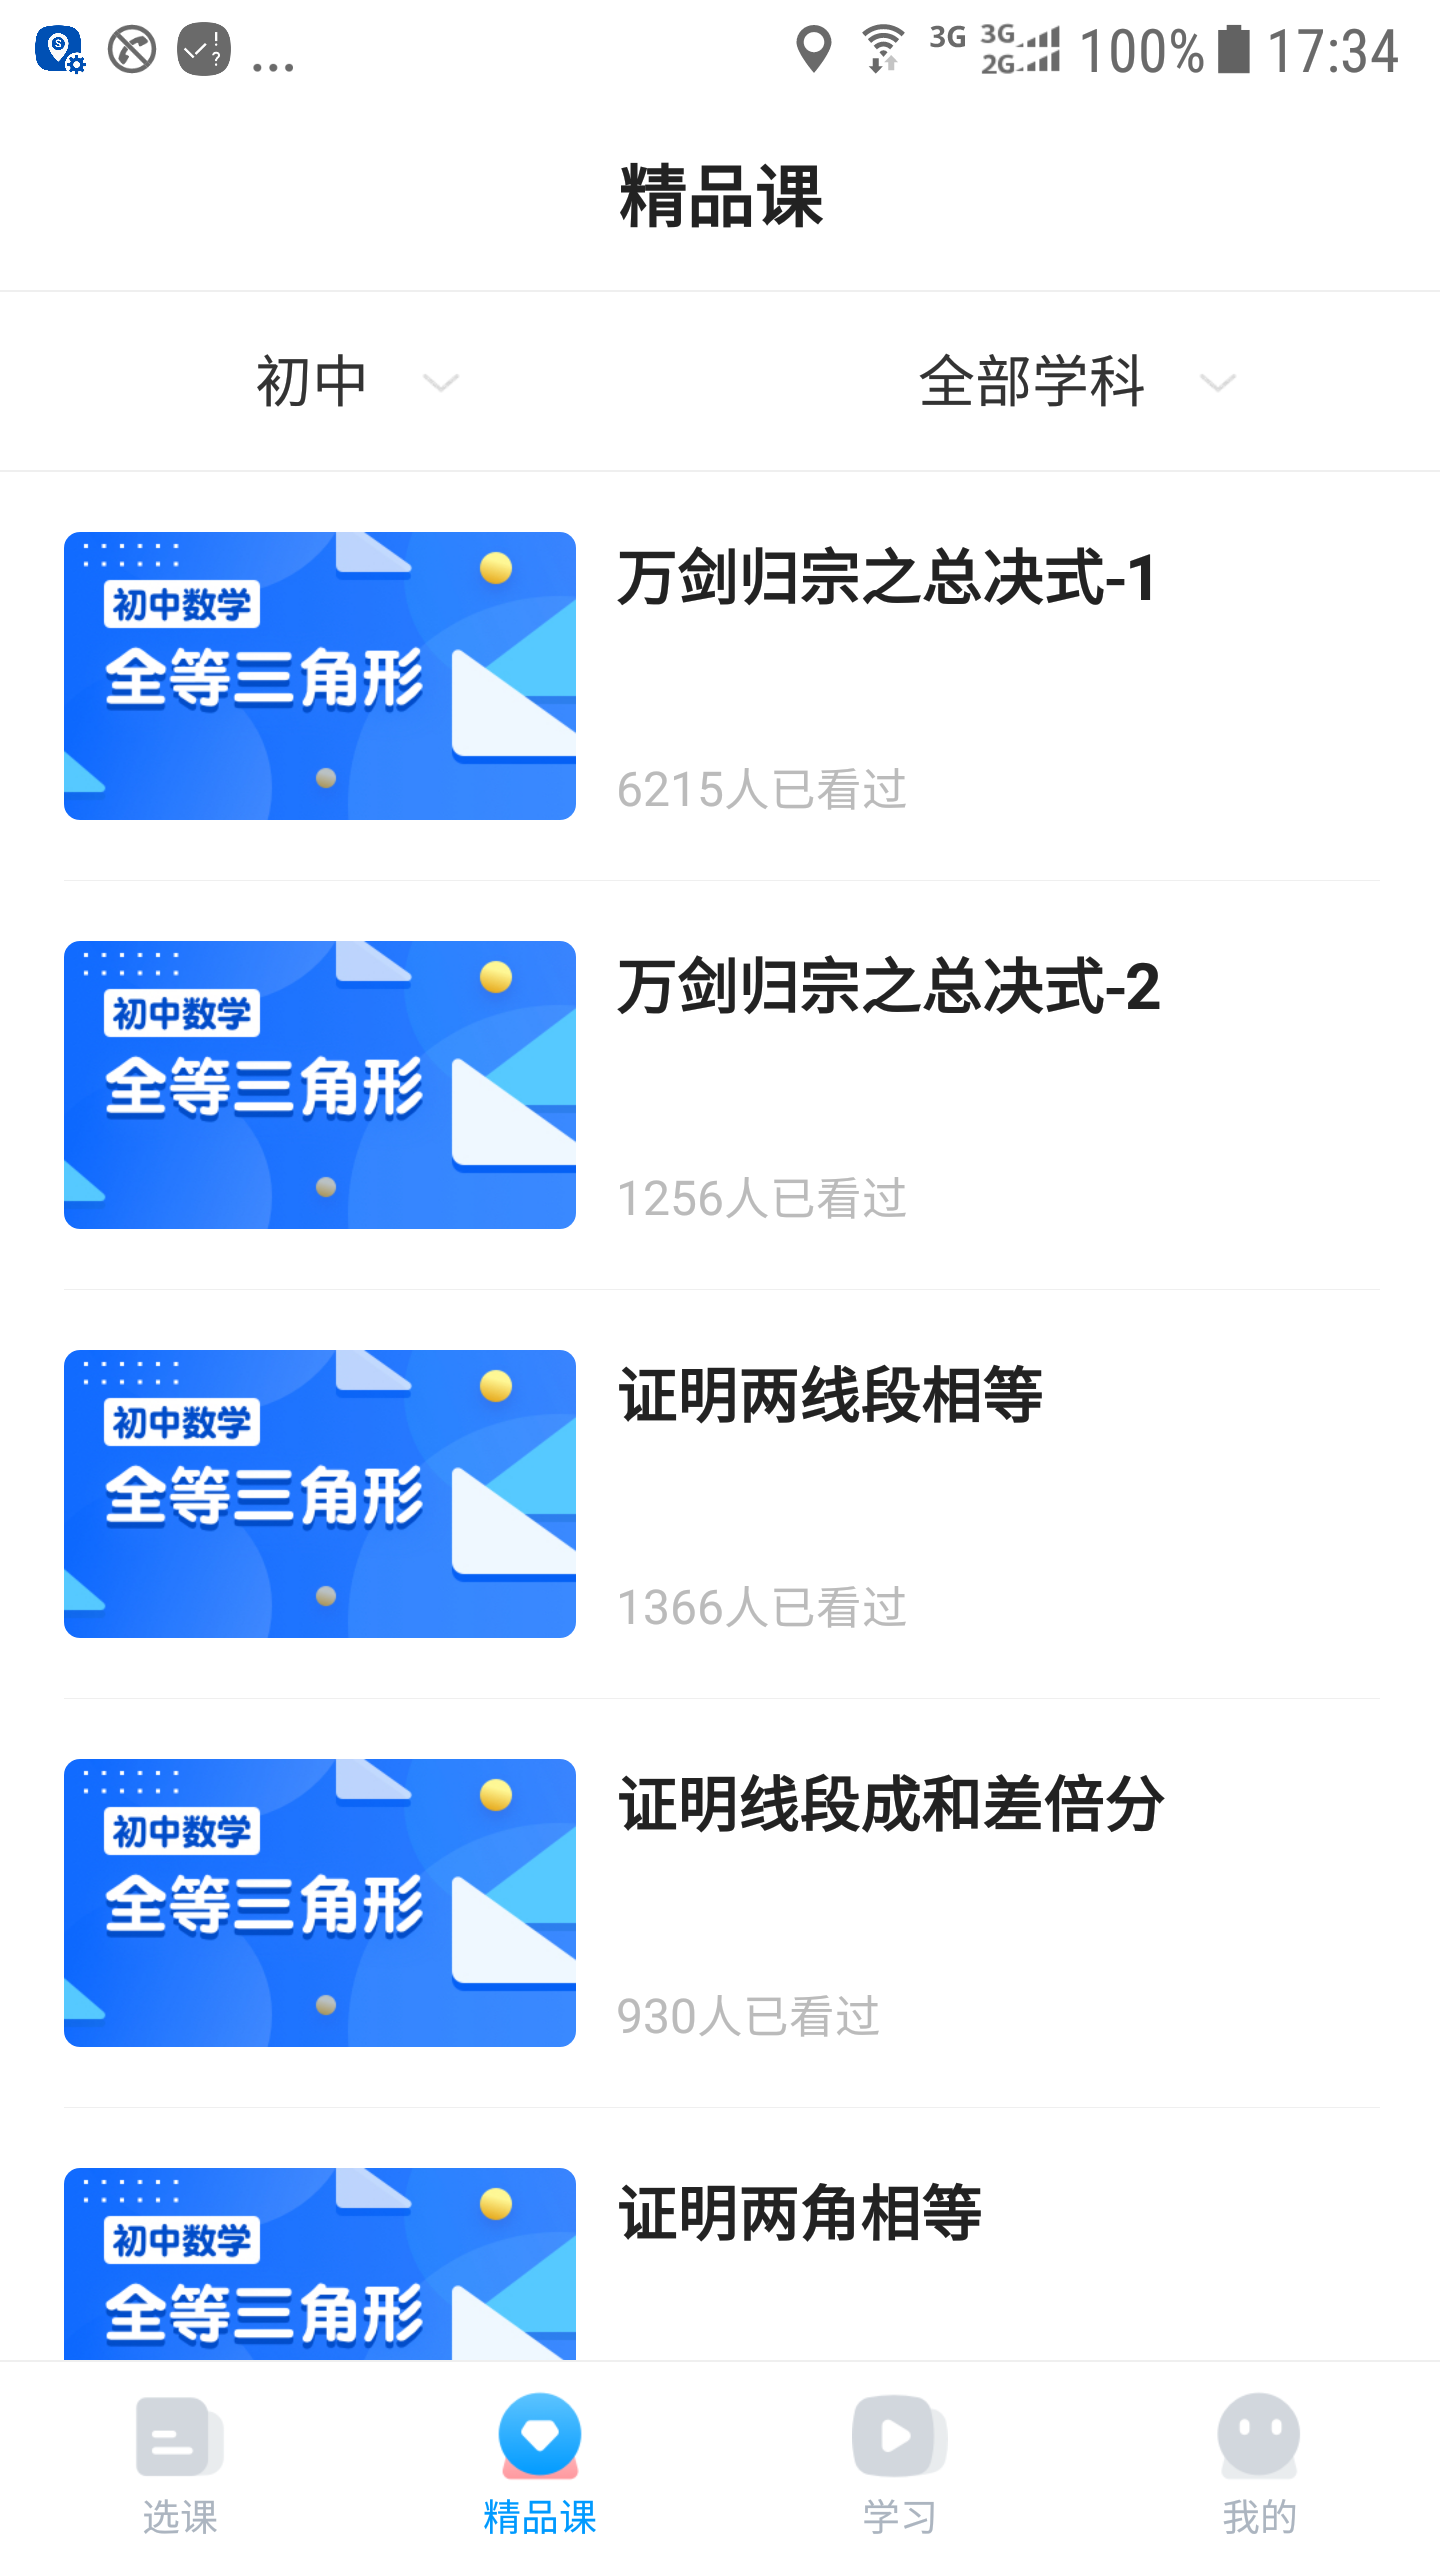 3G 3G 2G 100% 17:34
精品课
初中 全部学科
初中数学
全等三角形
万剑归宗之总决式-1
6215人已看过
初中数学
全等三角形
万剑归宗之总决式-2
1256人已看过
初中数学
全等三角形
证明两线段相等
1366人已看过
初中数学
全等三角形
证明线段成和差倍分
930人已看过
初中数学
全等三角形
证明两角相等
选课 精品课 学习 我的